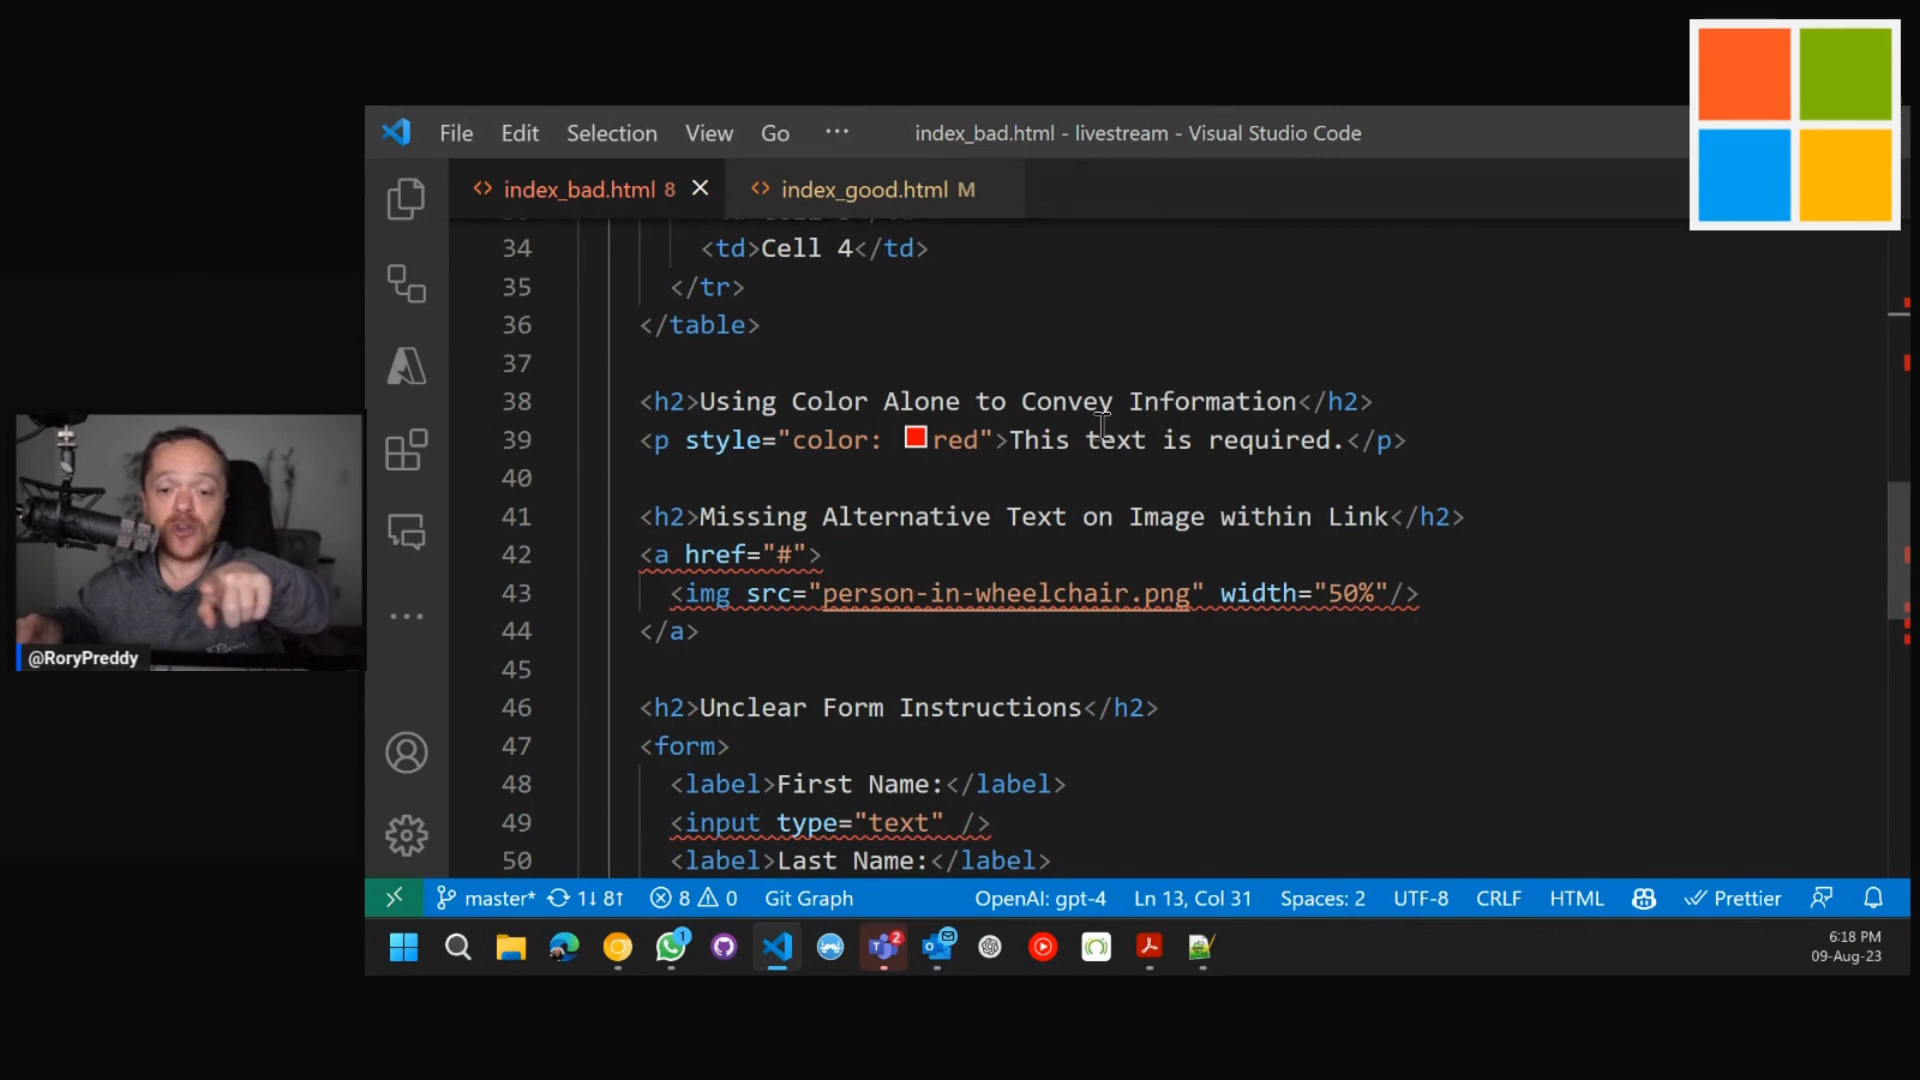 File Edit Selection View Go ··· index_bad.html - livestream - Visual Studio Code
index_bad.html 8 index_good.html M
34 <td>Cell 4</td>
35 </tr>
36 </table>
37
38 <h2>Using Color Alone to Convey Information</h2>
39 <p style="color: red">This text is required.</p>
40
41 <h2>Missing Alternative Text on Image within Link</h2>
42 <a href="#">
43 <img src="person-in-wheelchair.png" width="50%"/>
44 </a>
45
46 <h2>Unclear Form Instructions</h2>
47 <form>
48 <label>First Name:</label>
49 <input type="text" />
50 <label>Last Name:</label>
@RoryPreddy
master* 1↓ 8↑ 8 0 Git Graph OpenAI: gpt-4 Ln 13, Col 31 Spaces: 2 UTF-8 CRLF HTML Prettier
1 2
6:18 PM
09-Aug-23